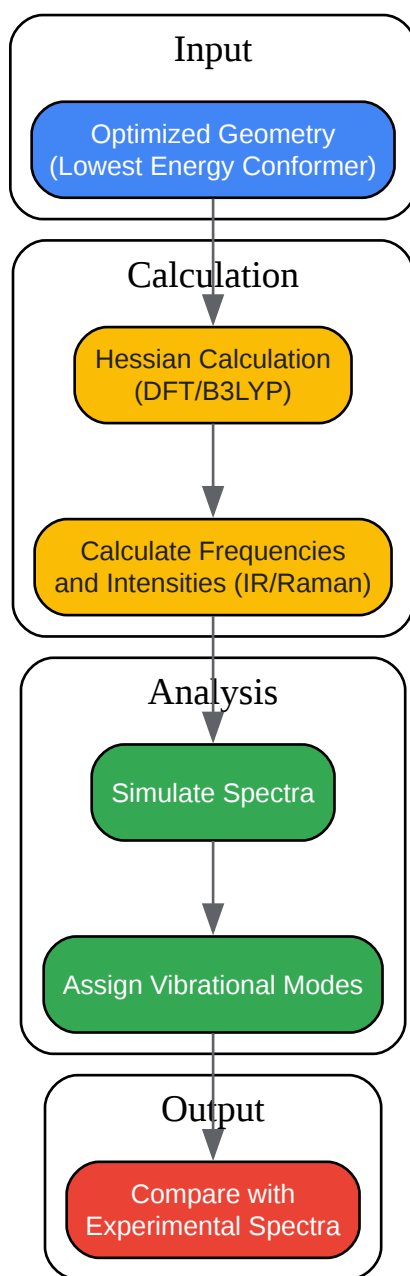 Input
Optimized Geometry
(Lowest Energy Conformer)
Calculation
Hessian Calculation
(DFT/B3LYP)
Calculate Frequencies
and Intensities (IR/Raman)
Analysis
Simulate Spectra
Assign Vibrational Modes
Output
Compare with
Experimental Spectra